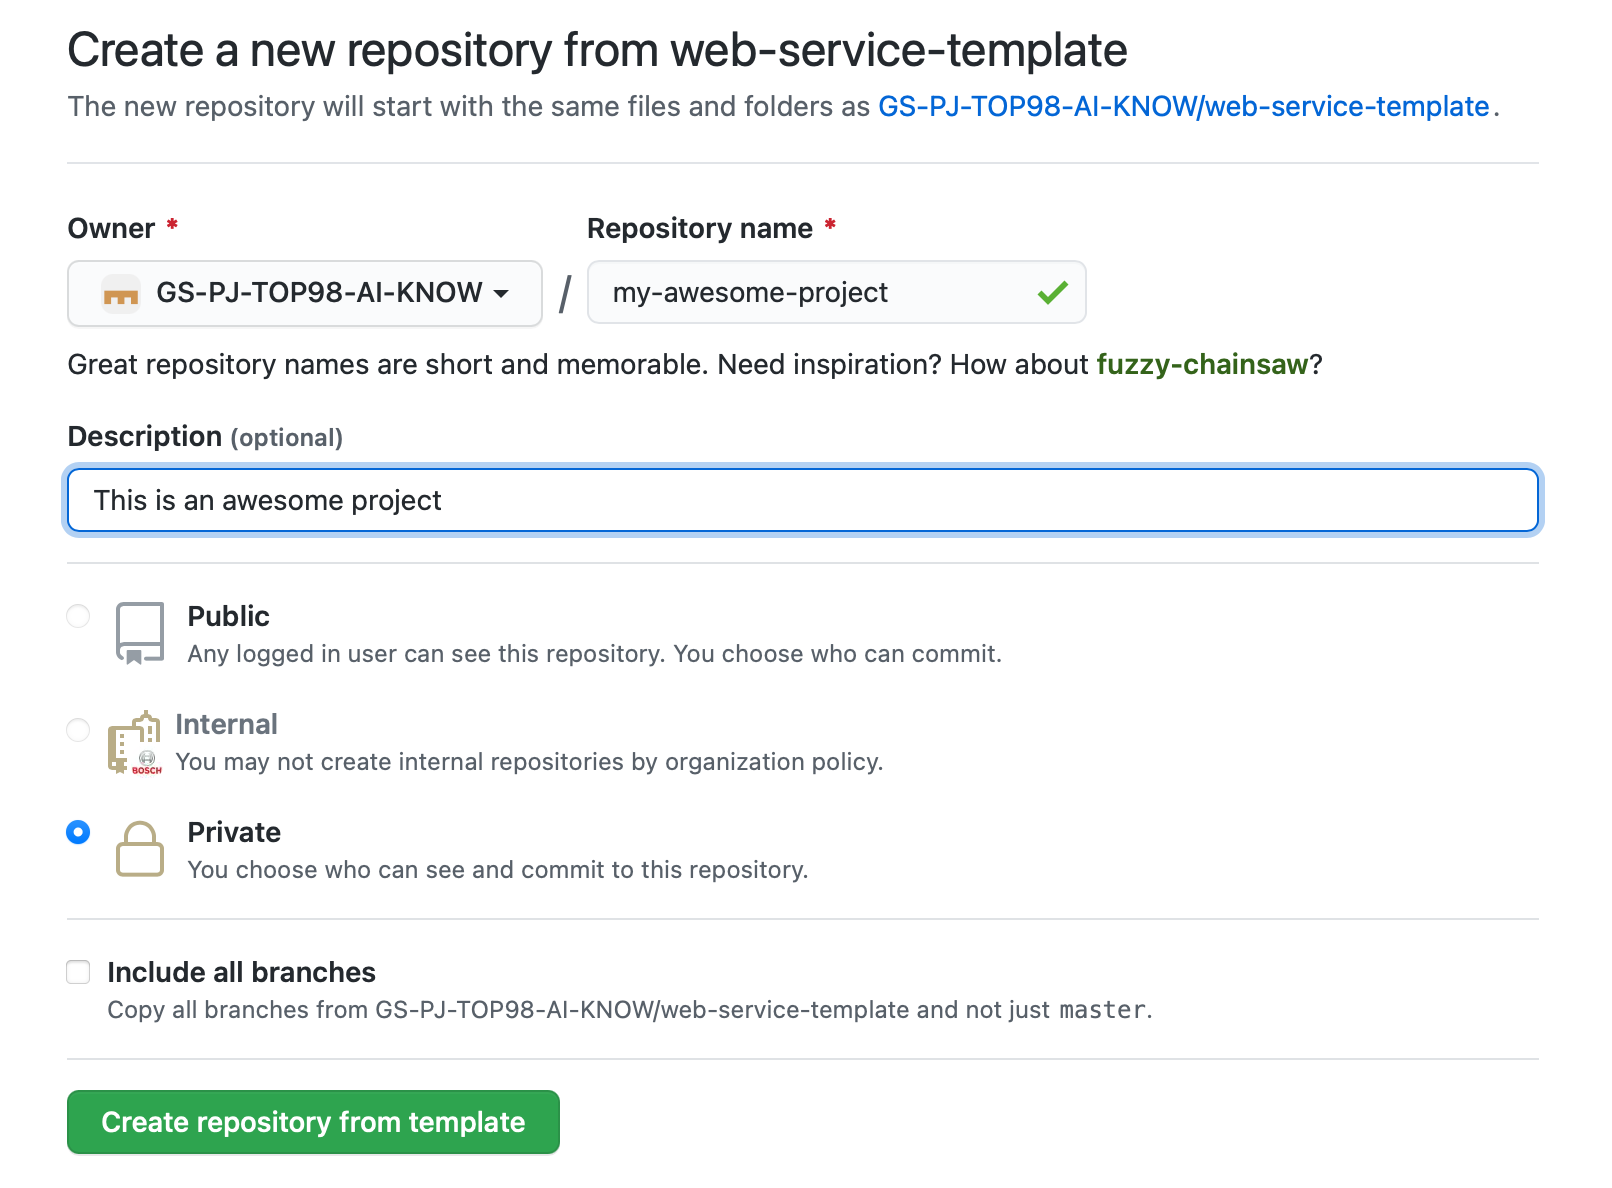 Create a new repository from web-service-template
The new repository will start with the same files and folders as GS-PJ-TOP98-AI-KNOW/web-service-template.
Owner *
Repository name *
GS-PJ-TOP98-AI-KNOW / my-awesome-project
Great repository names are short and memorable. Need inspiration? How about fuzzy-chainsaw?
Description (optional)
This is an awesome project
Public
Any logged in user can see this repository. You choose who can commit.
Internal
BOSCH
You may not create internal repositories by organization policy.
Private
You choose who can see and commit to this repository.
Include all branches
Copy all branches from GS-PJ-TOP98-AI-KNOW/web-service-template and not just master.
Create repository from template